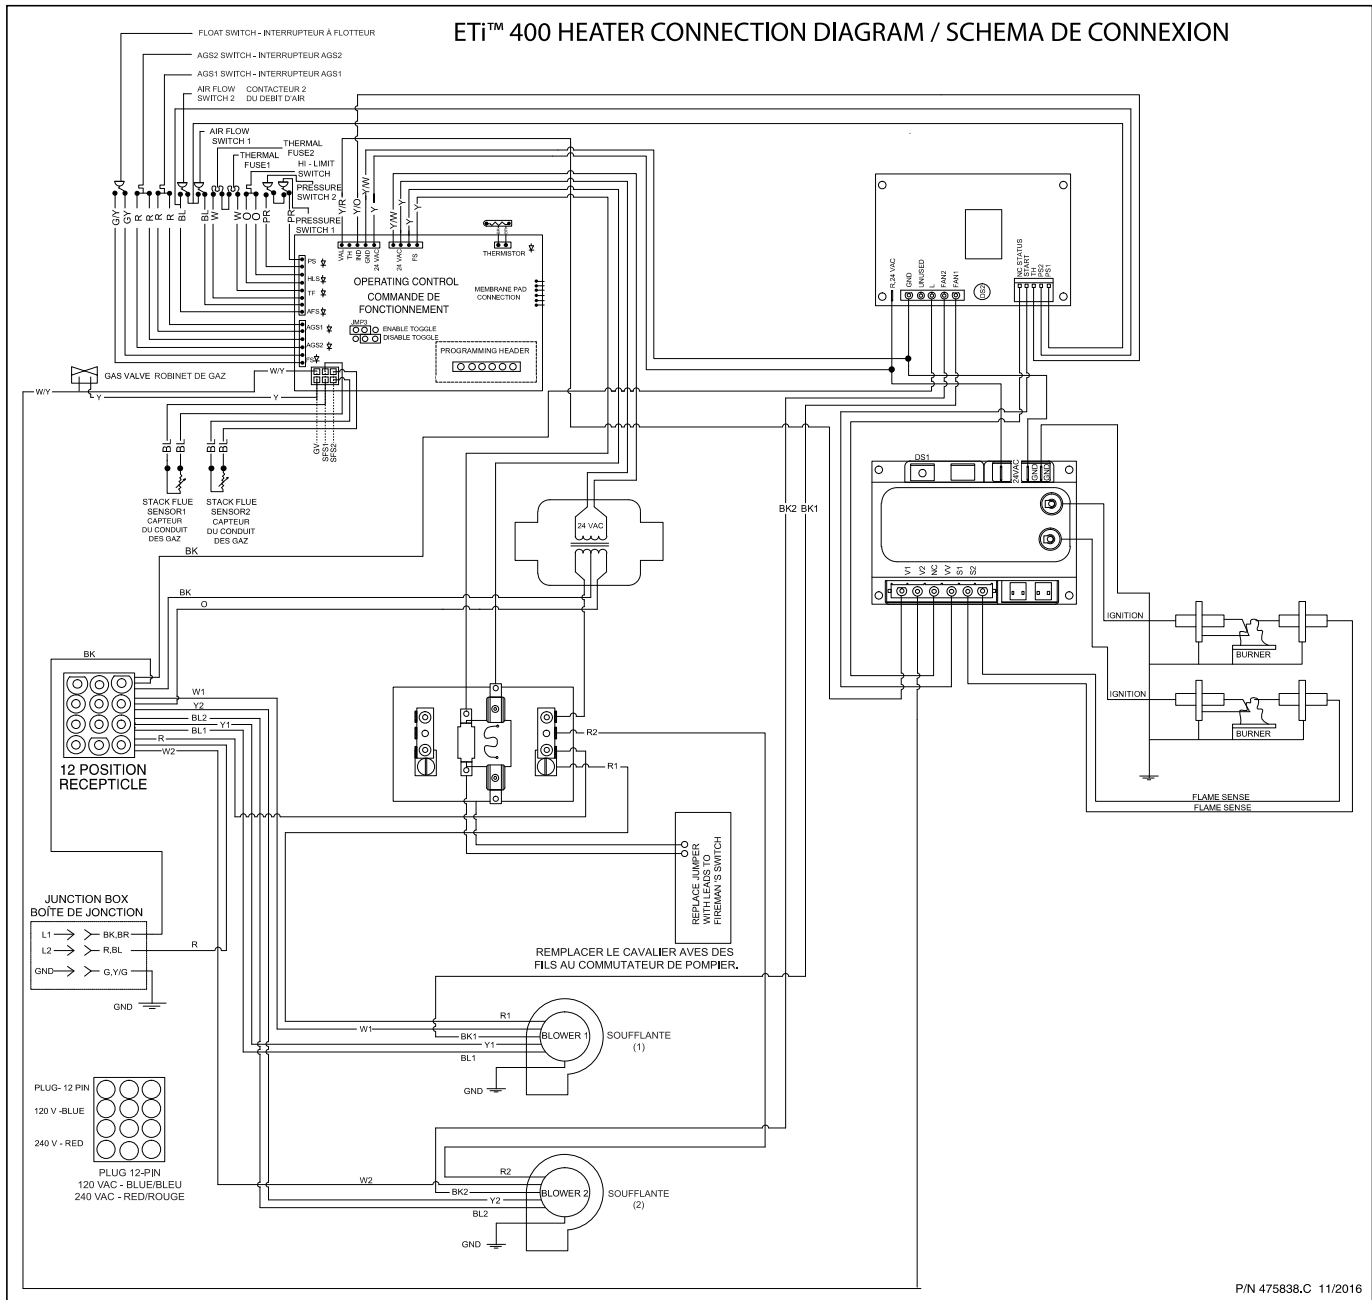 ETi™ 400 HEATER CONNECTION DIAGRAM / SCHEMA DE CONNEXION
FLOAT SWITCH - INTERRUPTEUR À FLOTTEUR
AGS2 SWITCH - INTERRUPTEUR AGS2
AGS1 SWITCH - INTERRUPTEUR AGS1
AIR FLOW SWITCH 2
CONTACTEUR 2
DU DEBIT D'AIR
AIR FLOW
SWITCH 1
THERMAL
FUSE2
THERMAL
FUSE1
HI - LIMIT
SWITCH
PRESSURE
SWITCH 2
PRESSURE
SWITCH 1
G/Y
GY
R
R
R
R
BL
BL
W
W
O
O
PR
PR
Y/R
Y/O
Y/W
Y
Y/W
Y
Y
Y
VAL
TH
IND
GND
24 VAC
24 VAC
FS
THERMISTOR
PS
HLS
TF
AFS
AGS1
AGS2
FS
OPERATING CONTROL
COMMANDE DE
FONCTIONNEMENT
MEMBRANE PAD
CONNECTION
JMP3
ENABLE TOGGLE
DISABLE TOGGLE
PROGRAMMING HEADER
R, 24 VAC
GND
UNUSED
L
FAN2
FAN1
DS2
NC STATUS
START
TH
PS2
PS1
GAS VALVE ROBINET DE GAZ
W/Y
W/Y
Y
Y
GV
SFS1
SFS2
BL
BL
BL
BL
STACK FLUE
SENSOR1
CAPTEUR
DU CONDUIT
DES GAZ
STACK FLUE
SENSOR2
CAPTEUR
DU CONDUIT
DES GAZ
24 VAC
BK2
BK1
DS1
24VAC
GND
GND
V1
V2
NC
VV
S1
S2
IGNITION
BURNER
IGNITION
BURNER
FLAME SENSE
FLAME SENSE
BK
BK
O
BK
W1
Y2
BL2
Y1
BL1
R
W2
12 POSITION
RECEPTICLE
R2
R1
REPLACE JUMPER
WITH LEADS TO
FIREMAN 'S SWITCH
REMPLACER LE CAVALIER AVES DES
FILS AU COMMUTATEUR DE POMPIER.
JUNCTION BOX
BOÎTE DE JONCTION
L1
BK,BR
L2
R,BL
R
GND
G,Y/G
GND
R1
W1
BK1
Y1
BL1
BLOWER 1
SOUFFLANTE
(1)
GND
PLUG- 12 PIN
120 V -BLUE
240 V - RED
PLUG 12-PIN
120 VAC - BLUE/BLEU
240 VAC - RED/ROUGE
R2
W2
BK2
Y2
BL2
BLOWER 2
SOUFFLANTE
(2)
GND
P/N 475838.C 11/2016